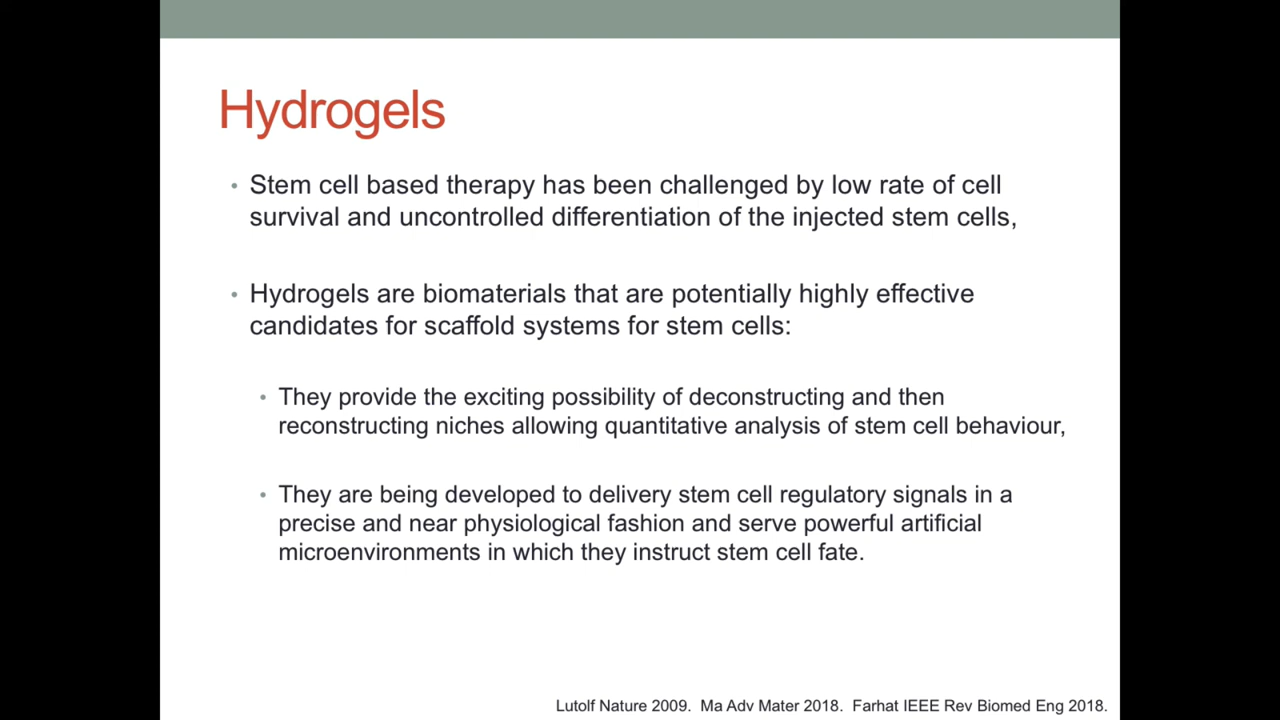 Hydrogels
• Stem cell based therapy has been challenged by low rate of cell
survival and uncontrolled differentiation of the injected stem cells,
• Hydrogels are biomaterials that are potentially highly effective
candidates for scaffold systems for stem cells:
• They provide the exciting possibility of deconstructing and then
reconstructing niches allowing quantitative analysis of stem cell behaviour,
• They are being developed to delivery stem cell regulatory signals in a
precise and near physiological fashion and serve powerful artificial
microenvironments in which they instruct stem cell fate.
Lutolf Nature 2009. Ma Adv Mater 2018. Farhat IEEE Rev Biomed Eng 2018.